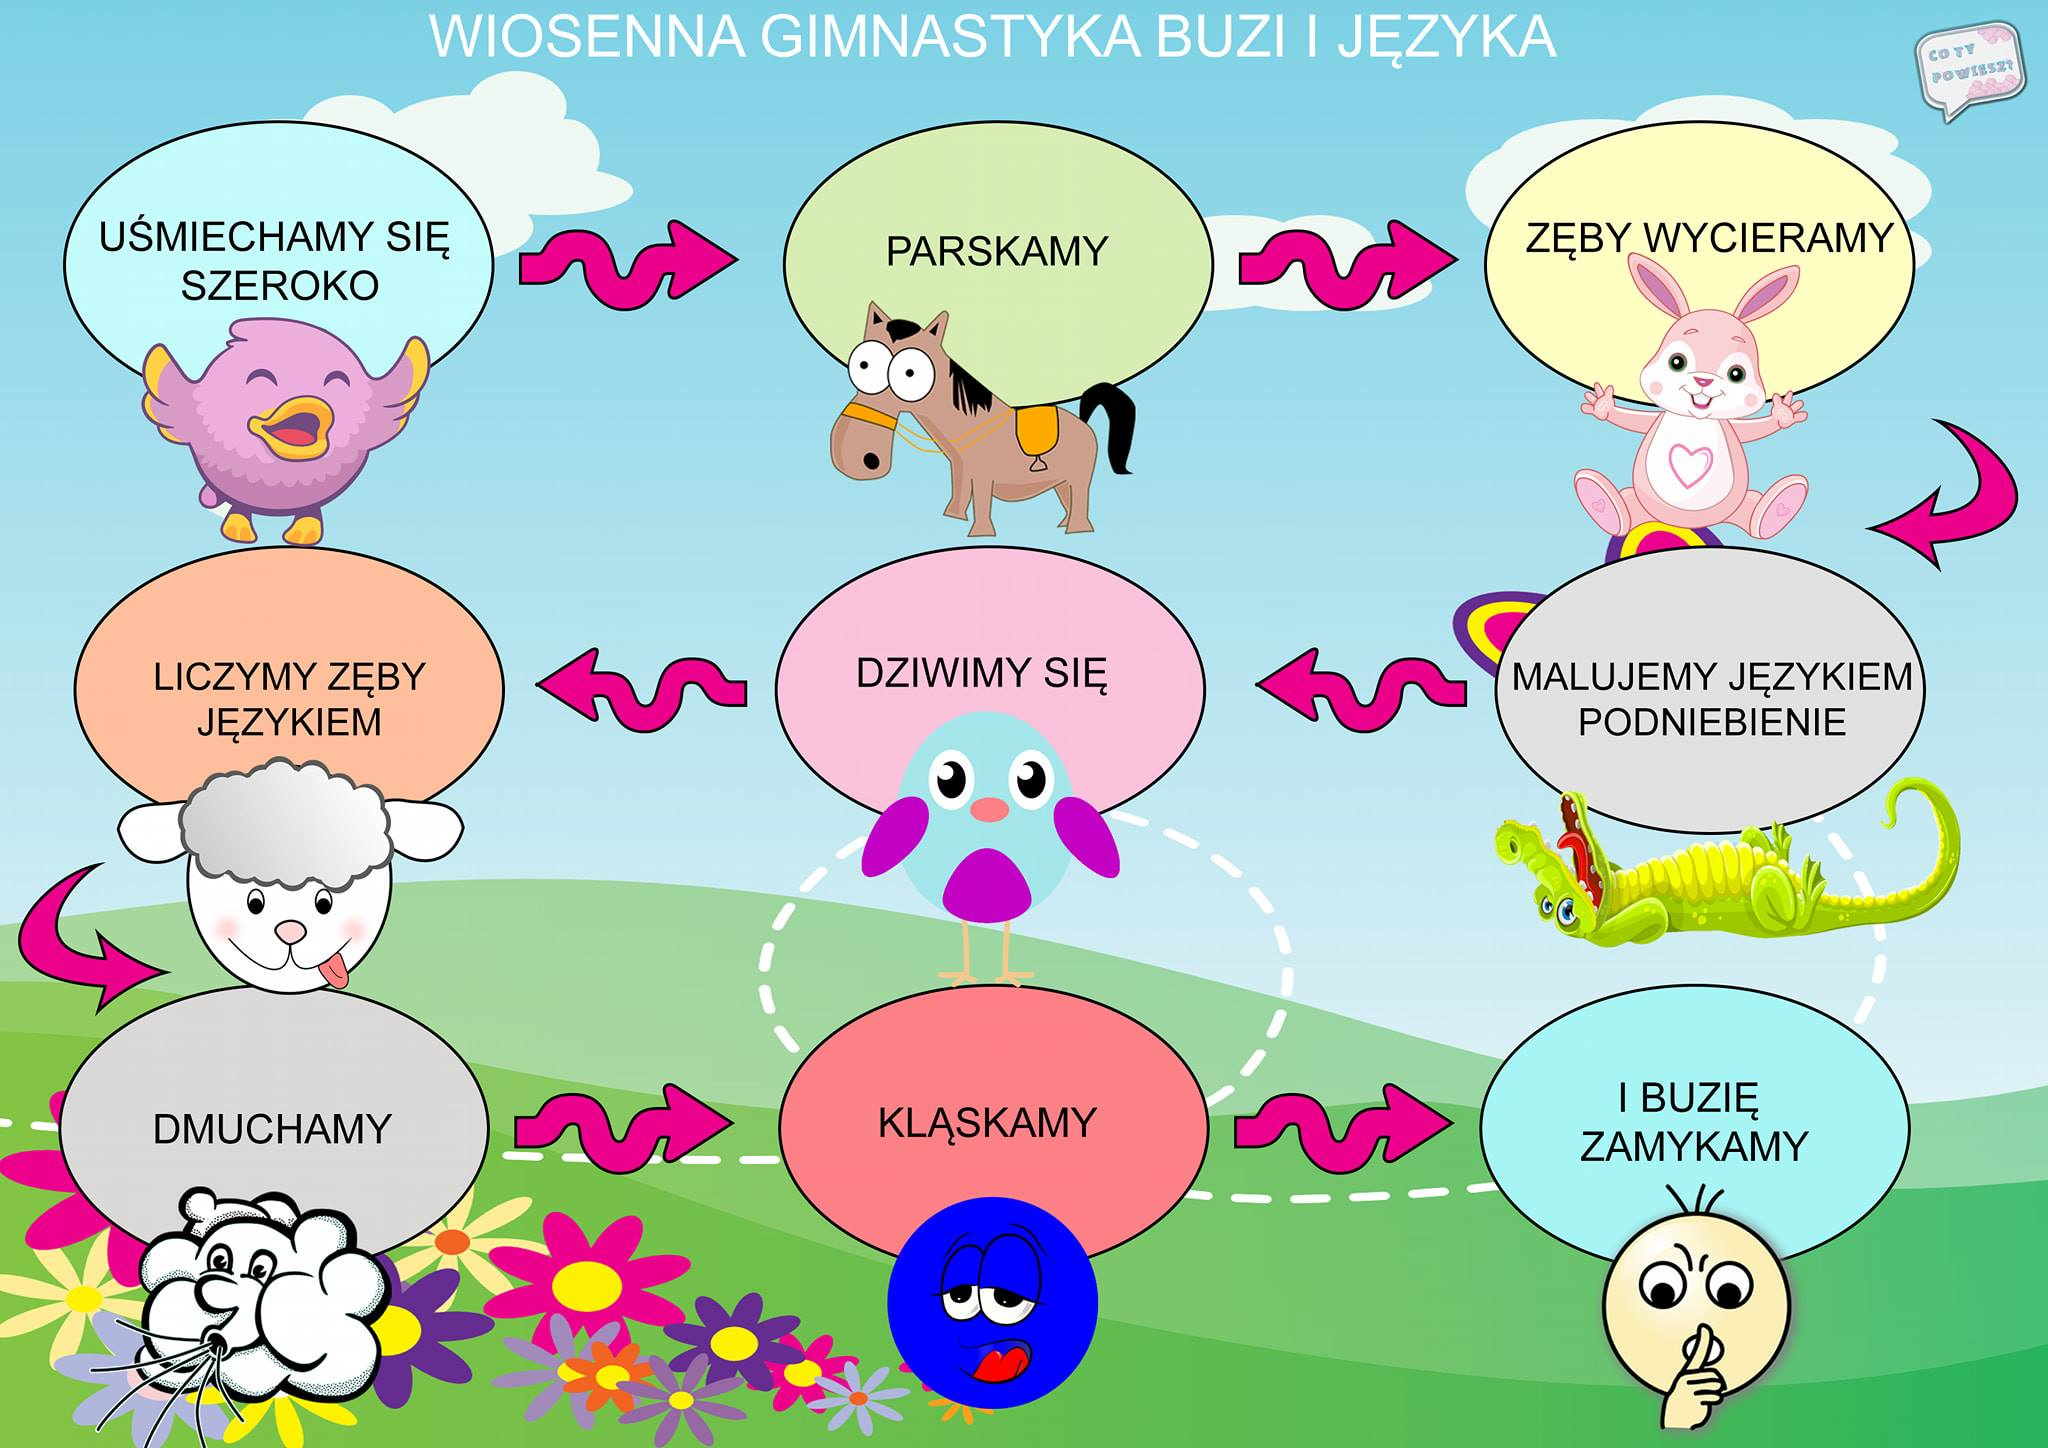 WIOSENNA GIMNASTYKA BUZI I JĘZYKA
CO TY
POWIESZ?
UŚMIECHAMY SIĘ
SZEROKO
PARSKAMY
ZĘBY WYCIERAMY
MALUJEMY JĘZYKIEM
PODNIEBIENIE
DZIWIMY SIĘ
LICZYMY ZĘBY
JĘZYKIEM
DMUCHAMY
KLĄSKAMY
I BUZIĘ
ZAMYKAMY